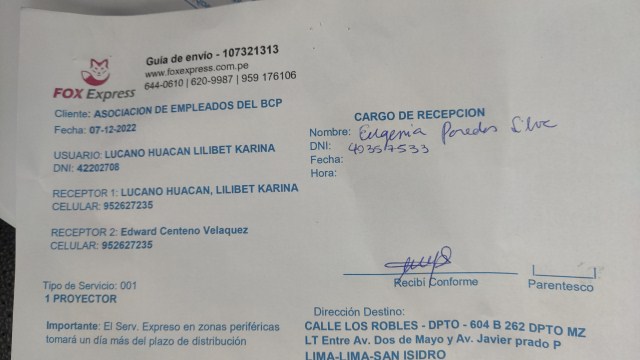 FOX Express
Guía de envio - 107321313
www.foxexpress.com.pe
644-0610 | 620-9987 | 959 176106
Cliente: ASOCIACION DE EMPLEADOS DEL BCP
Fecha: 07-12-2022
USUARIO: LUCANO HUACAN LILIBET KARINA
DNI: 42202708
RECEPTOR 1: LUCANO HUACAN, LILIBET KARINA
CELULAR: 952627235
RECEPTOR 2: Edward Centeno Velaquez
CELULAR: 952627235
Tipo de Servicio: 001
1 PROYECTOR
Importante: El Serv. Expreso en zonas periféricas
tomará un día más del plazo de distribución
CARGO DE RECEPCION
Nombre: Eugenia Paredes
DNI: 40357533
Fecha:
Hora:
Recibi Conforme
Parentesco
Dirección Destino:
CALLE LOS ROBLES - DPTO - 604 B 262 DPTO MZ
LT Entre Av. Dos de Mayo y Av. Javier prado P
LIMA-LIMA-SAN ISIDRO